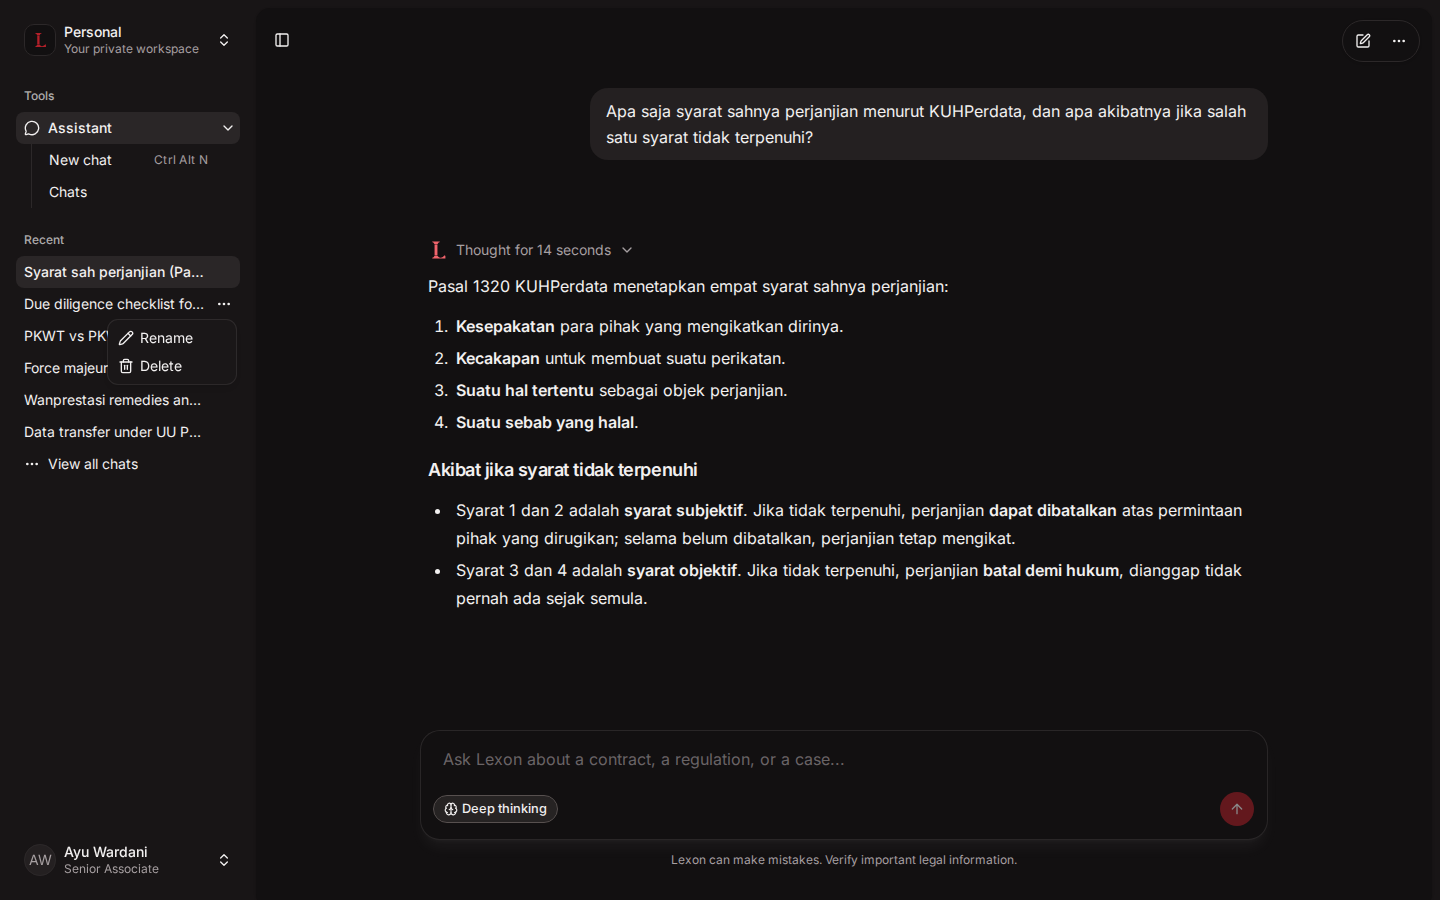 L
Personal
Your private workspace
Tools
Assistant
New chat Ctrl Alt N
Chats
Recent
Syarat sah perjanjian (Pa...
Due diligence checklist fo...
PKWT vs
Rename
Force majeur
Delete
Wanprestasi remedies an...
Data transfer under UU P...
View all chats
AW
Ayu Wardani
Senior Associate
Apa saja syarat sahnya perjanjian menurut KUHPerdata, dan apa akibatnya jika salah
satu syarat tidak terpenuhi?
L Thought for 14 seconds
Pasal 1320 KUHPerdata menetapkan empat syarat sahnya perjanjian:
1. Kesepakatan para pihak yang mengikatkan dirinya.
2. Kecakapan untuk membuat suatu perikatan.
3. Suatu hal tertentu sebagai objek perjanjian.
4. Suatu sebab yang halal.
Akibat jika syarat tidak terpenuhi
• Syarat 1 dan 2 adalah syarat subjektif. Jika tidak terpenuhi, perjanjian dapat dibatalkan atas permintaan
pihak yang dirugikan; selama belum dibatalkan, perjanjian tetap mengikat.
• Syarat 3 dan 4 adalah syarat objektif. Jika tidak terpenuhi, perjanjian batal demi hukum, dianggap tidak
pernah ada sejak semula.
Ask Lexon about a contract, a regulation, or a case...
Deep thinking
Lexon can make mistakes. Verify important legal information.